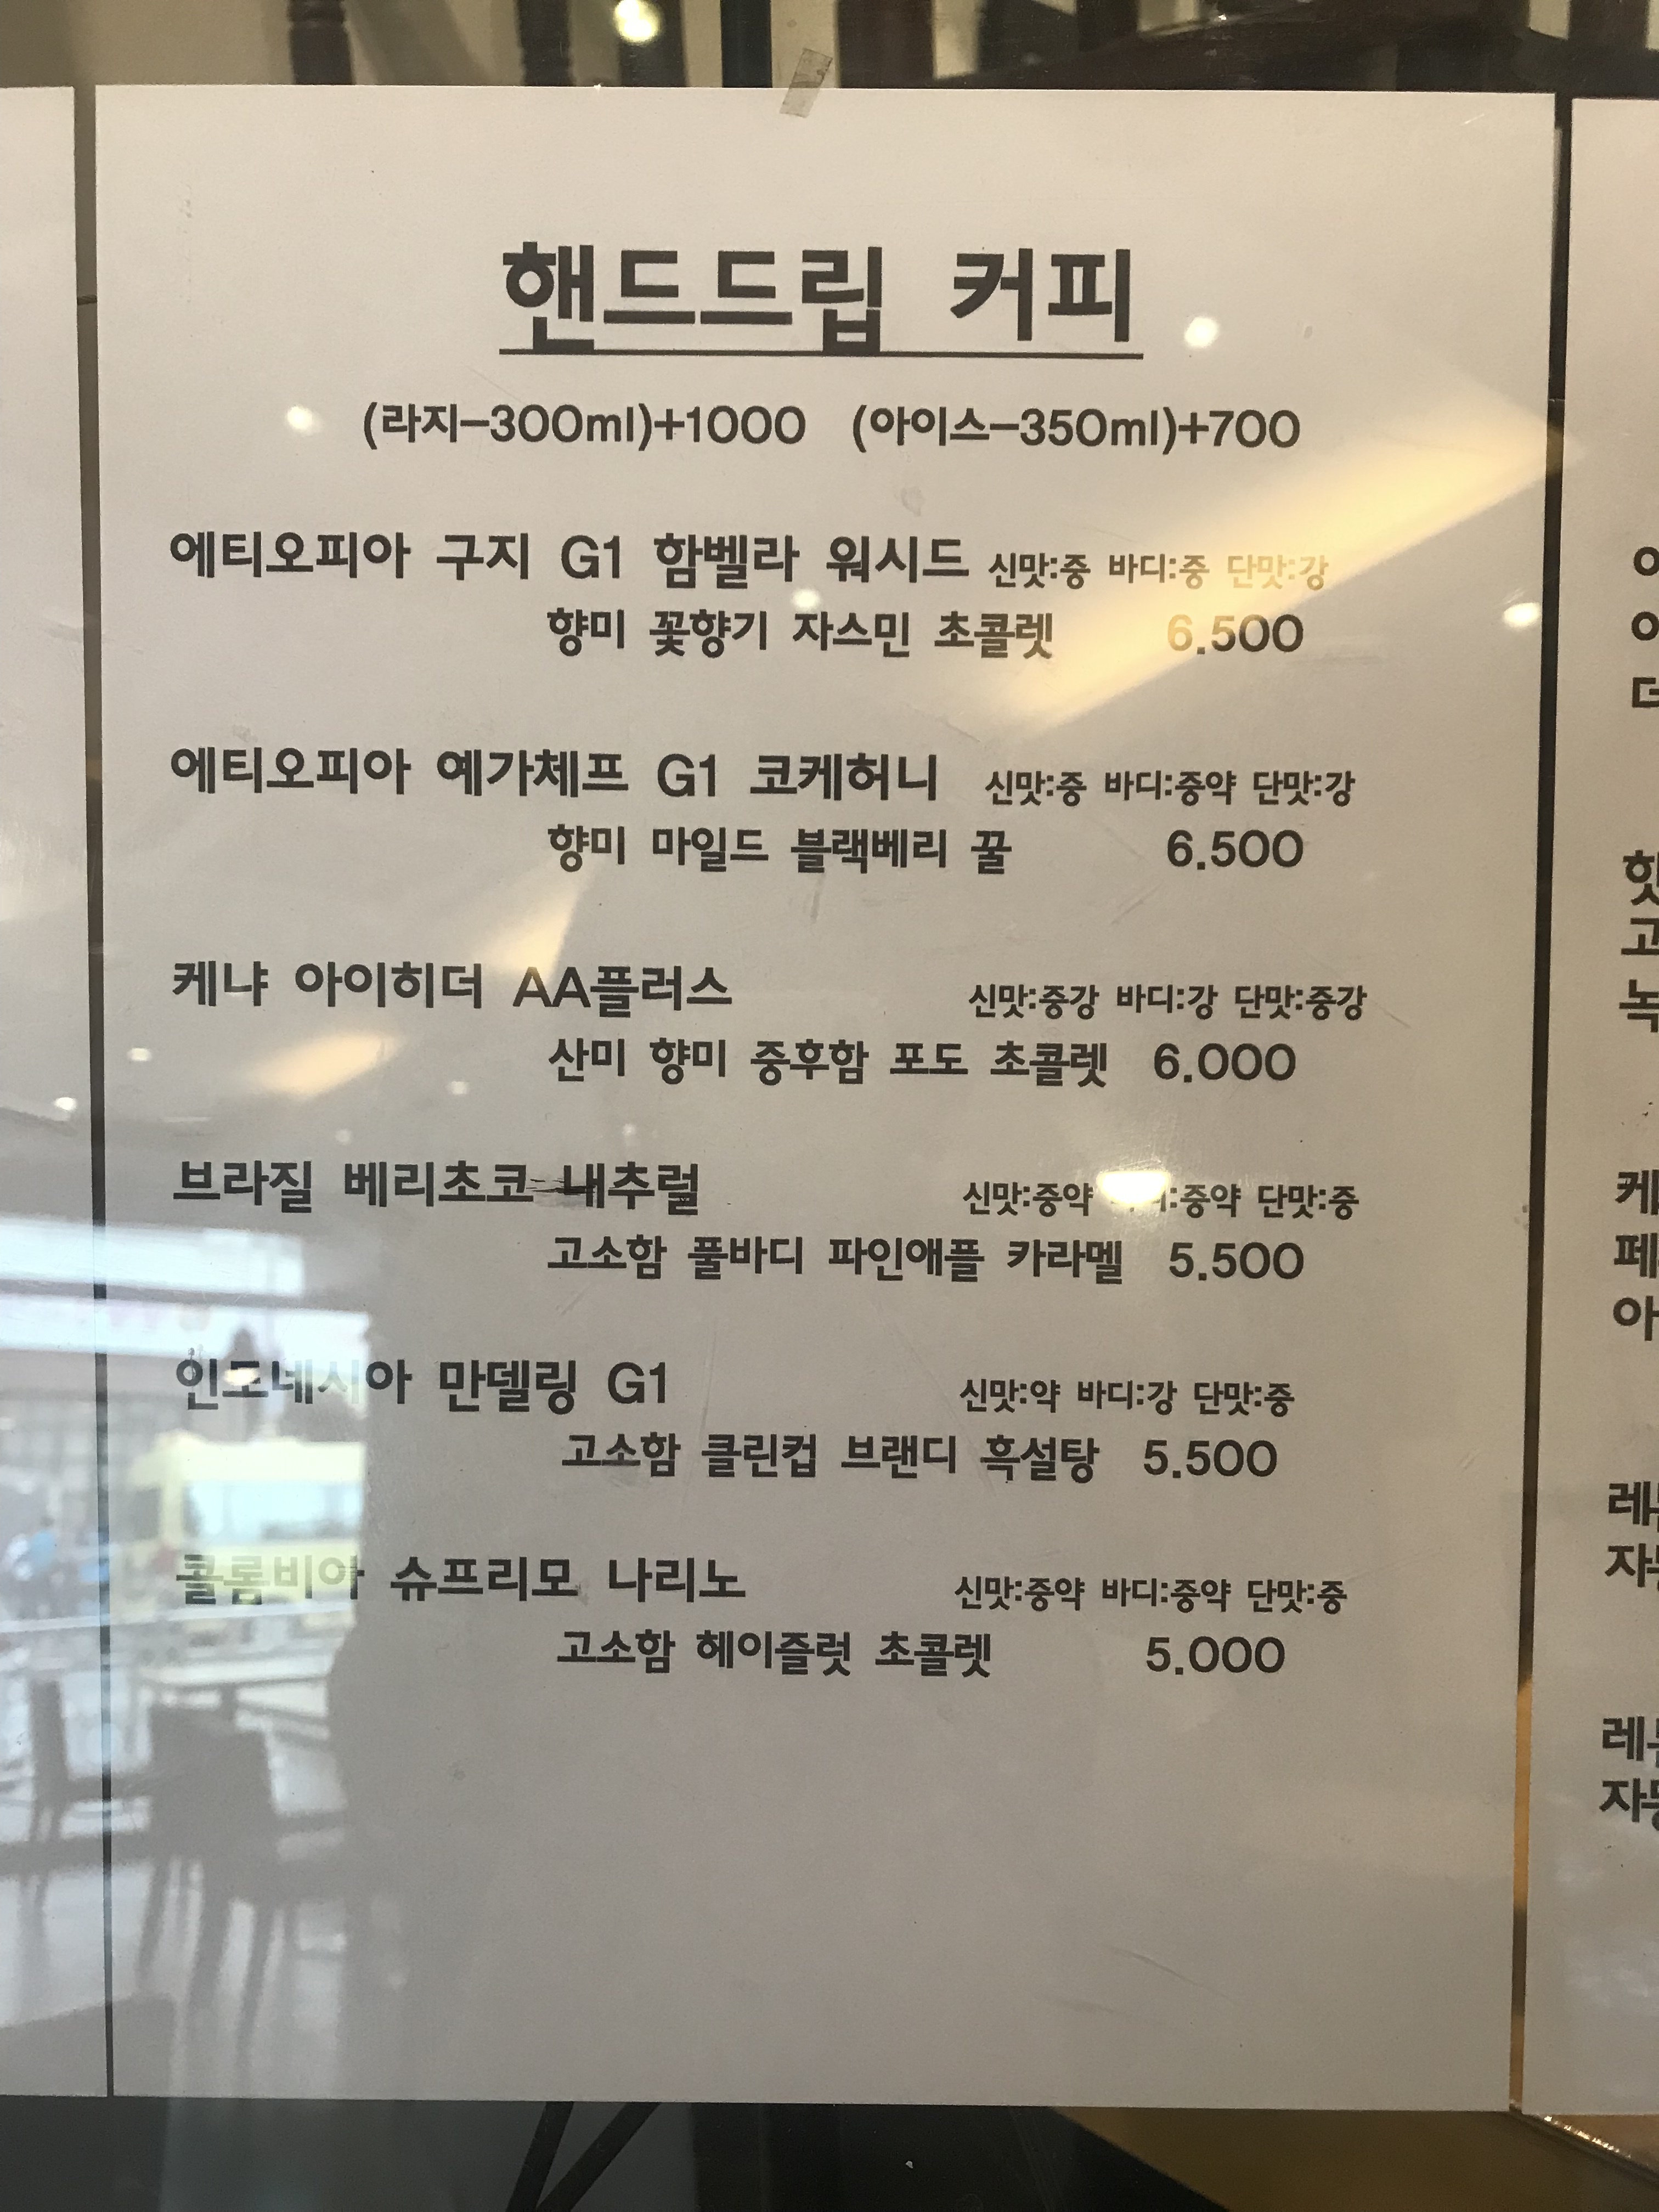 핸드드립 커피
(라지-300ml)+1000 (아이스-350ml)+700
에티오피아 구지 G1 함벨라 워시드 신맛:중 바디:중 단맛:강
향미 꽃향기 자스민 초콜렛 6.500
에티오피아 예가체프 G1 코케허니 신맛:중 바디:중약 단맛:강
향미 마일드 블랙베리 꿀 6.500
케냐 아이히더 AA플러스 신맛:중강 바디:강 단맛:중강
산미 향미 중후함 포도 초콜렛 6.000
브라질 베리초코 내추럴 신맛:중약 :중약 단맛:중
고소함 풀바디 파인애플 카라멜 5.500
인도네시아 만델링 G1 신맛:약 바디:강 단맛:중
고소함 클린컵 브랜디 흑설탕 5.500
콜롬비아 슈프리모 나리노 신맛:중약 바디:중약 단맛:중
고소함 헤이즐럿 초콜렛 5.000